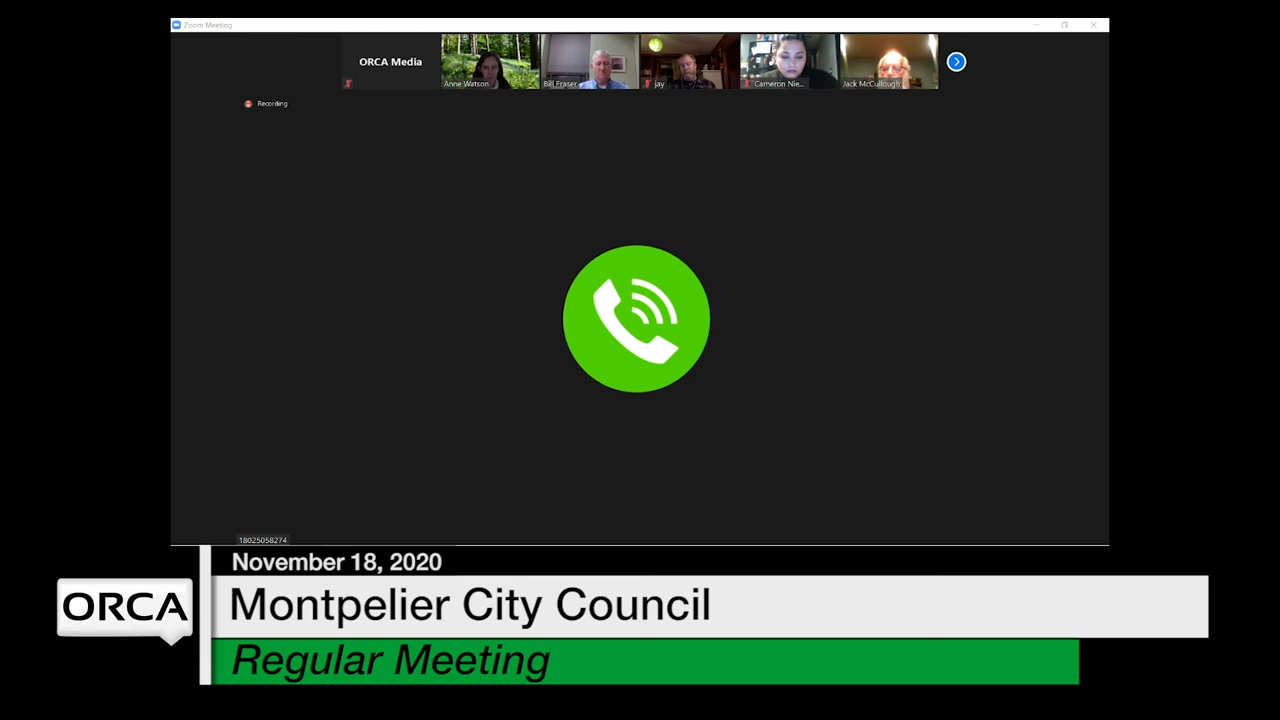 Zoom Meeting
ORCA Media
Anne Watson
Bill Fraser
jay
Cameron Nie...
Jack McCullough
Recording
18025058274
November 18, 2020
ORCA
Montpelier City Council
Regular Meeting